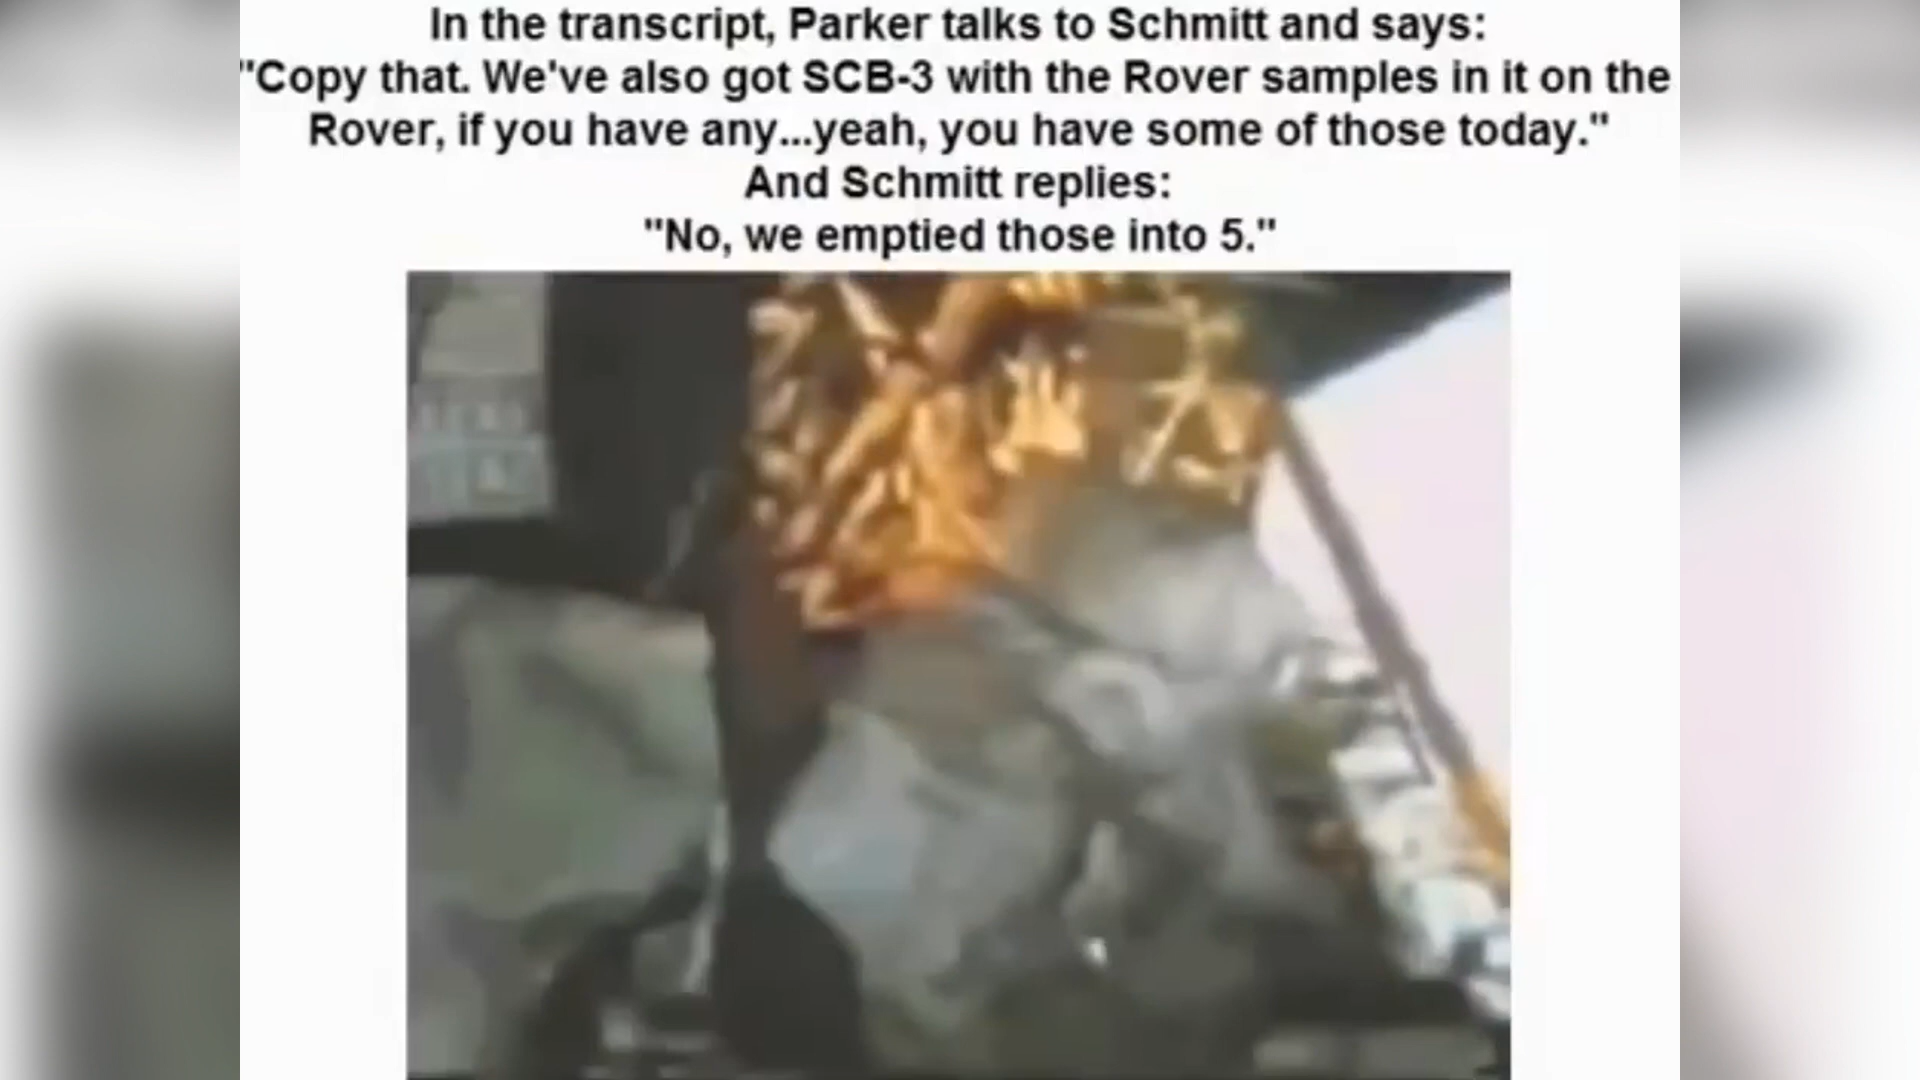 In the transcript, Parker talks to Schmitt and says:
"Copy that. We've also got SCB-3 with the Rover samples in it on the
Rover, if you have any...yeah, you have some of those today."
And Schmitt replies:
"No, we emptied those into 5."